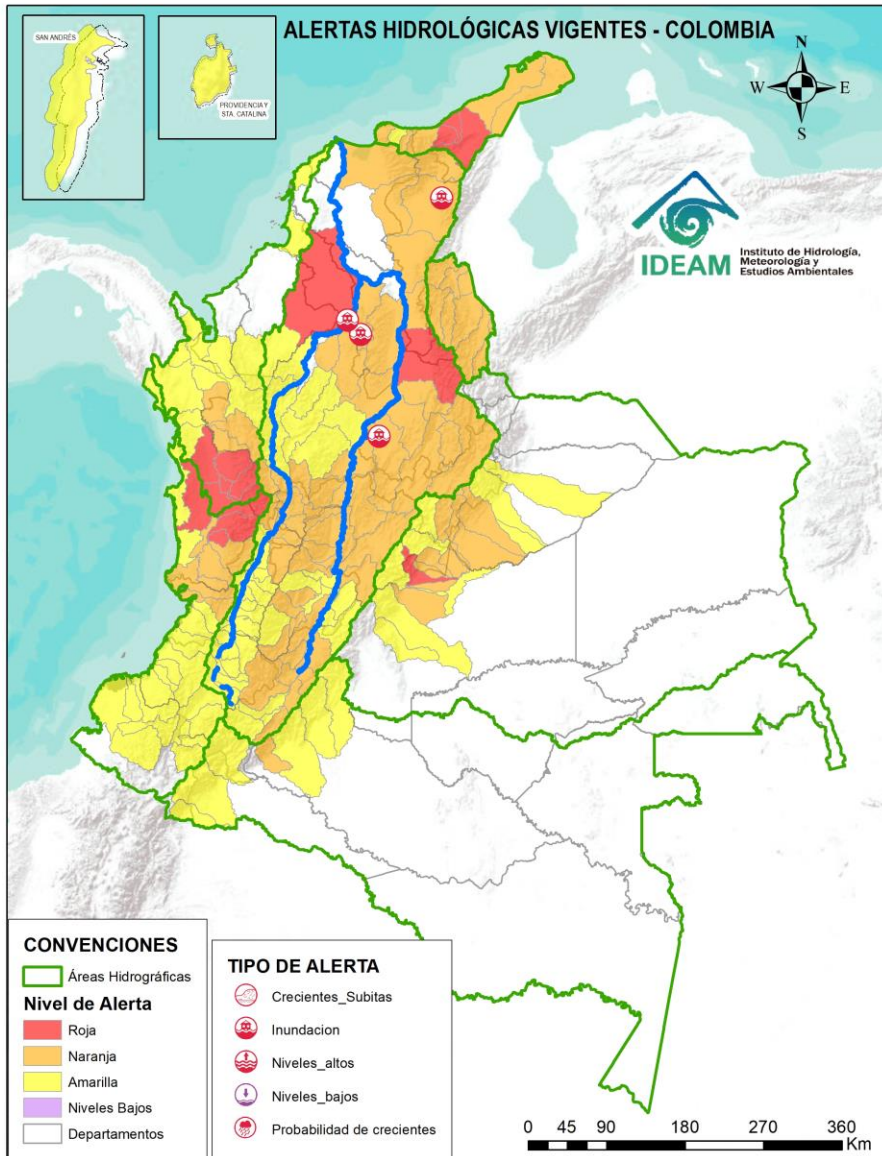 ALERTAS HIDROLÓGICAS VIGENTES - COLOMBIA
SAN ANDRÉS
PROVIDENCIA Y
STA. CATALINA
N
W
E
S
IDEAM
Instituto de Hidrología,
Meteorología y
Estudios Ambientales
CONVENCIONES
Áreas Hidrográficas
Nivel de Alerta
Roja
Naranja
Amarilla
Niveles Bajos
Departamentos
TIPO DE ALERTA
Crecientes_Subitas
Inundacion
Niveles_altos
Niveles_bajos
Probabilidad de crecientes
0 45 90 180 270 360
Km